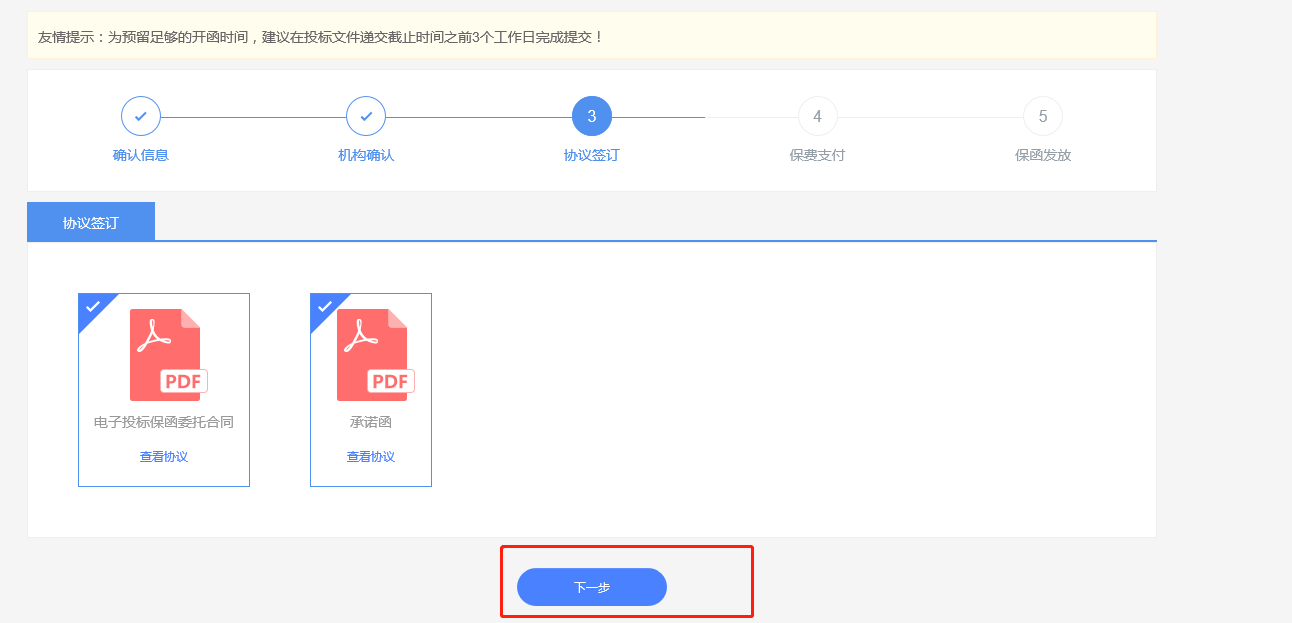 友情提示：为预留足够的开函时间，建议在投标文件递交截止时间之前3个工作日完成提交！
3 4 5
确认信息 机构确认 协议签订 保费支付 保函发放
协议签订
PDF PDF
电子投标保函委托合同 承诺函
查看协议 查看协议
下一步